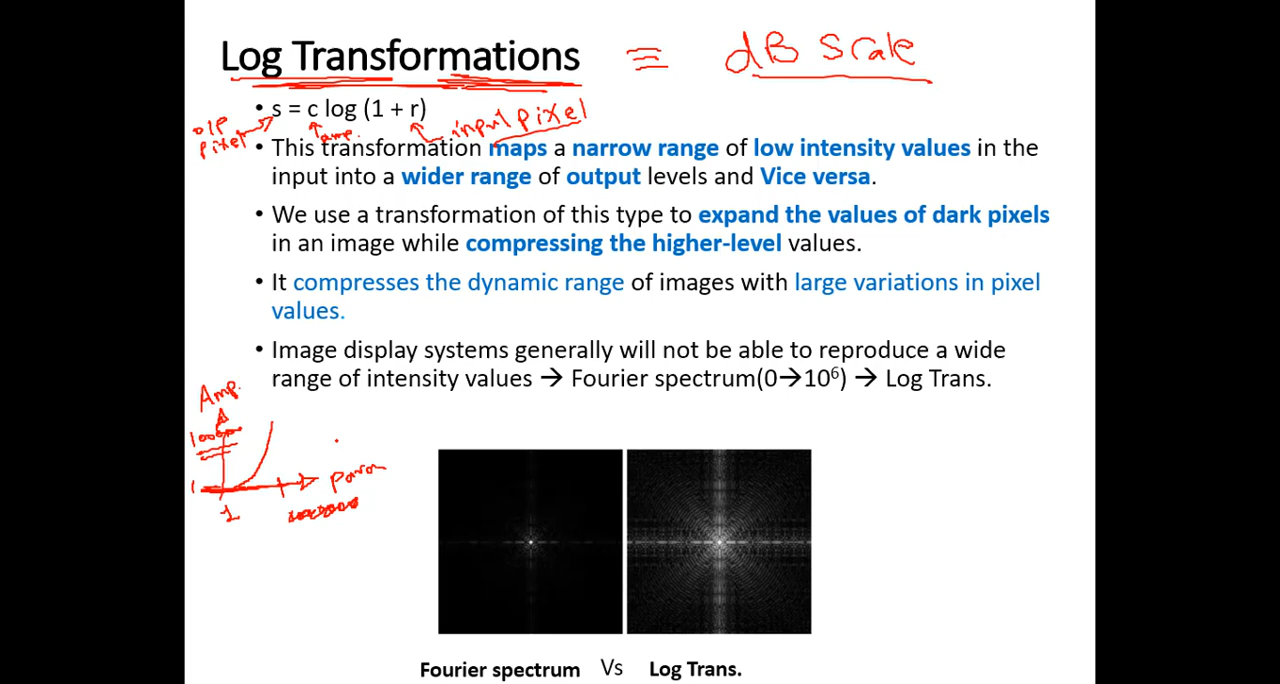 Log Transformations ≡ dB Scale
• s = c log (1 + r)
o/p pixel
amp.
input pixel
• This transformation maps a narrow range of low intensity values in the
input into a wider range of output levels and Vice versa.
• We use a transformation of this type to expand the values of dark pixels
in an image while compressing the higher-level values.
• It compresses the dynamic range of images with large variations in pixel
values.
• Image display systems generally will not be able to reproduce a wide
range of intensity values → Fourier spectrum(0→10⁶) → Log Trans.
Amp.
1
1
Fourier spectrum Vs Log Trans.